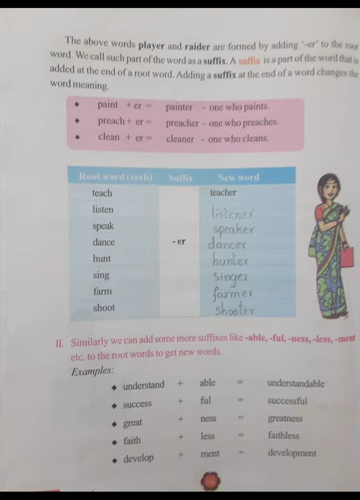 The above words player and raider are formed by adding '-er' to the root
word. We call such part of the word as a suffix. A suffix is a part of the word that is
added at the end of a root word. Adding a suffix at the end of a word changes the
word meaning.
• paint + er = painter - one who paints.
• preach + er = preacher - one who preaches.
• clean + er = cleaner - one who cleans.
Root word (verb) Suffix New word
teach teacher
listen listener
speak speaker
dance - er dancer
hunt hunter
sing singer
farm farmer
shoot shooter
II. Similarly we can add some more suffixes like -able, -ful, -ness, -less, -ment
etc. to the root words to get new words.
Examples:
◆ understand + able = understandable
◆ success + ful = successful
◆ great + ness = greatness
◆ faith + less = faithless
◆ develop + ment = development